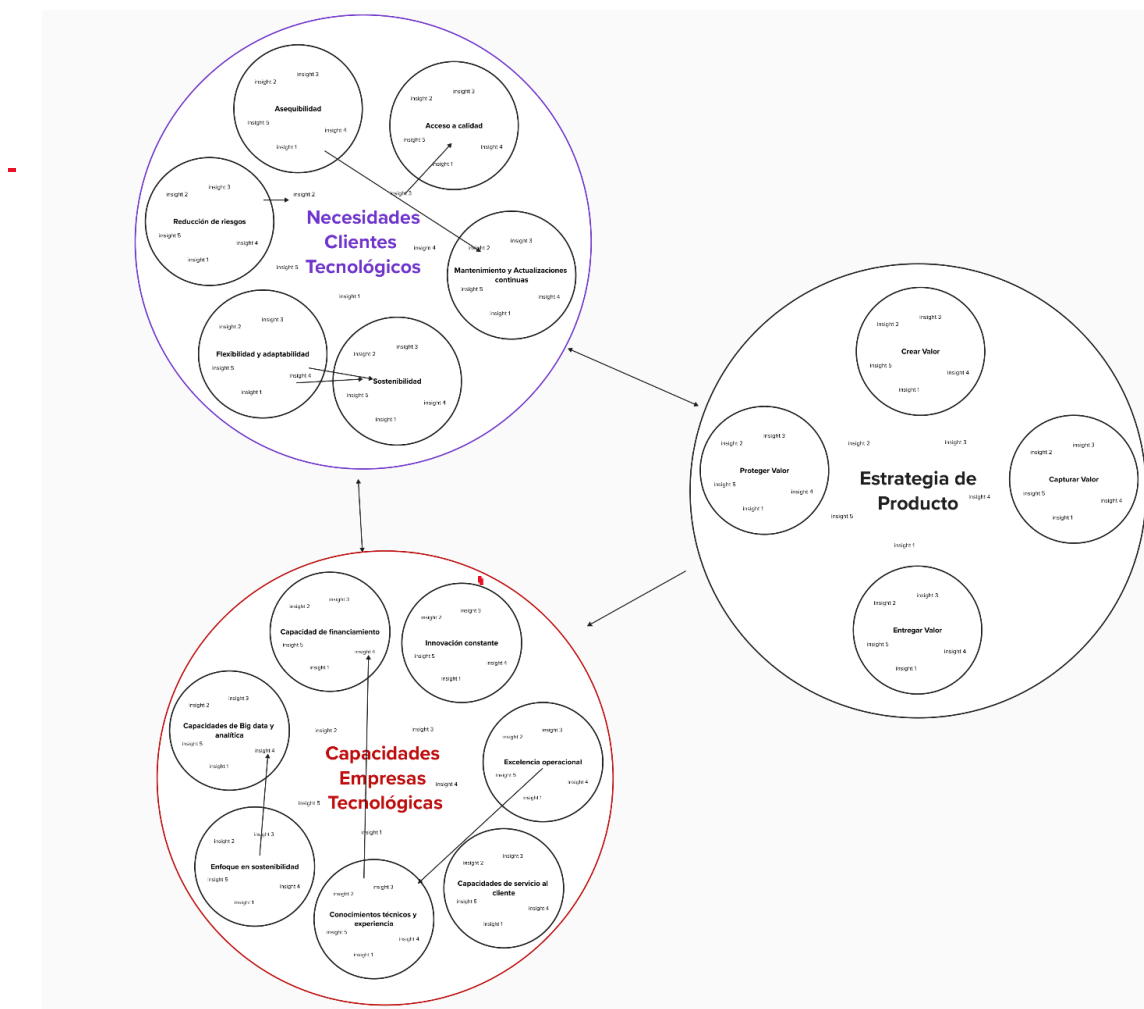 insight 3
insight 2
Asequibilidad
insight 5
insight 4
insight 1
insight 3
insight 2
Acceso a calidad
insight 5
insight 4
insight 1
insight 3
insight 2
Reducción de riesgos
insight 5
insight 4
insight 1
insight 2
insight 3
Necesidades
Clientes
Tecnológicos
insight 4
insight 5
insight 1
insight 3
insight 2
Mantenimiento y Actualizaciones
continuas
insight 5
insight 4
insight 1
insight 3
insight 2
Flexibilidad y adaptabilidad
insight 5
insight 4
insight 1
insight 3
insight 2
Sostenibilidad
insight 5
insight 4
insight 1
insight 3
insight 2
Crear Valor
insight 5
insight 4
insight 1
insight 3
insight 2
Proteger Valor
insight 5
insight 4
insight 1
insight 2
insight 3
Estrategia de
Producto
insight 4
insight 5
insight 1
insight 3
insight 2
Capturar Valor
insight 5
insight 4
insight 1
insight 3
insight 2
Entregar Valor
insight 5
insight 4
insight 1
insight 3
insight 2
Capacidad de financiamiento
insight 5
insight 4
insight 1
insight 3
insight 2
Innovación constante
insight 5
insight 4
insight 1
insight 3
insight 2
Capacidades de Big data y
analítica
insight 5
insight 4
insight 1
insight 2
insight 3
Capacidades
Empresas
Tecnológicas
insight 4
insight 5
insight 1
insight 3
insight 2
Excelencia operacional
insight 5
insight 4
insight 1
insight 3
insight 2
Enfoque en sostenibilidad
insight 5
insight 4
insight 1
insight 3
insight 2
Conocimientos técnicos y
experiencia
insight 5
insight 4
insight 1
insight 3
insight 2
Capacidades de servicio al
cliente
insight 5
insight 4
insight 1